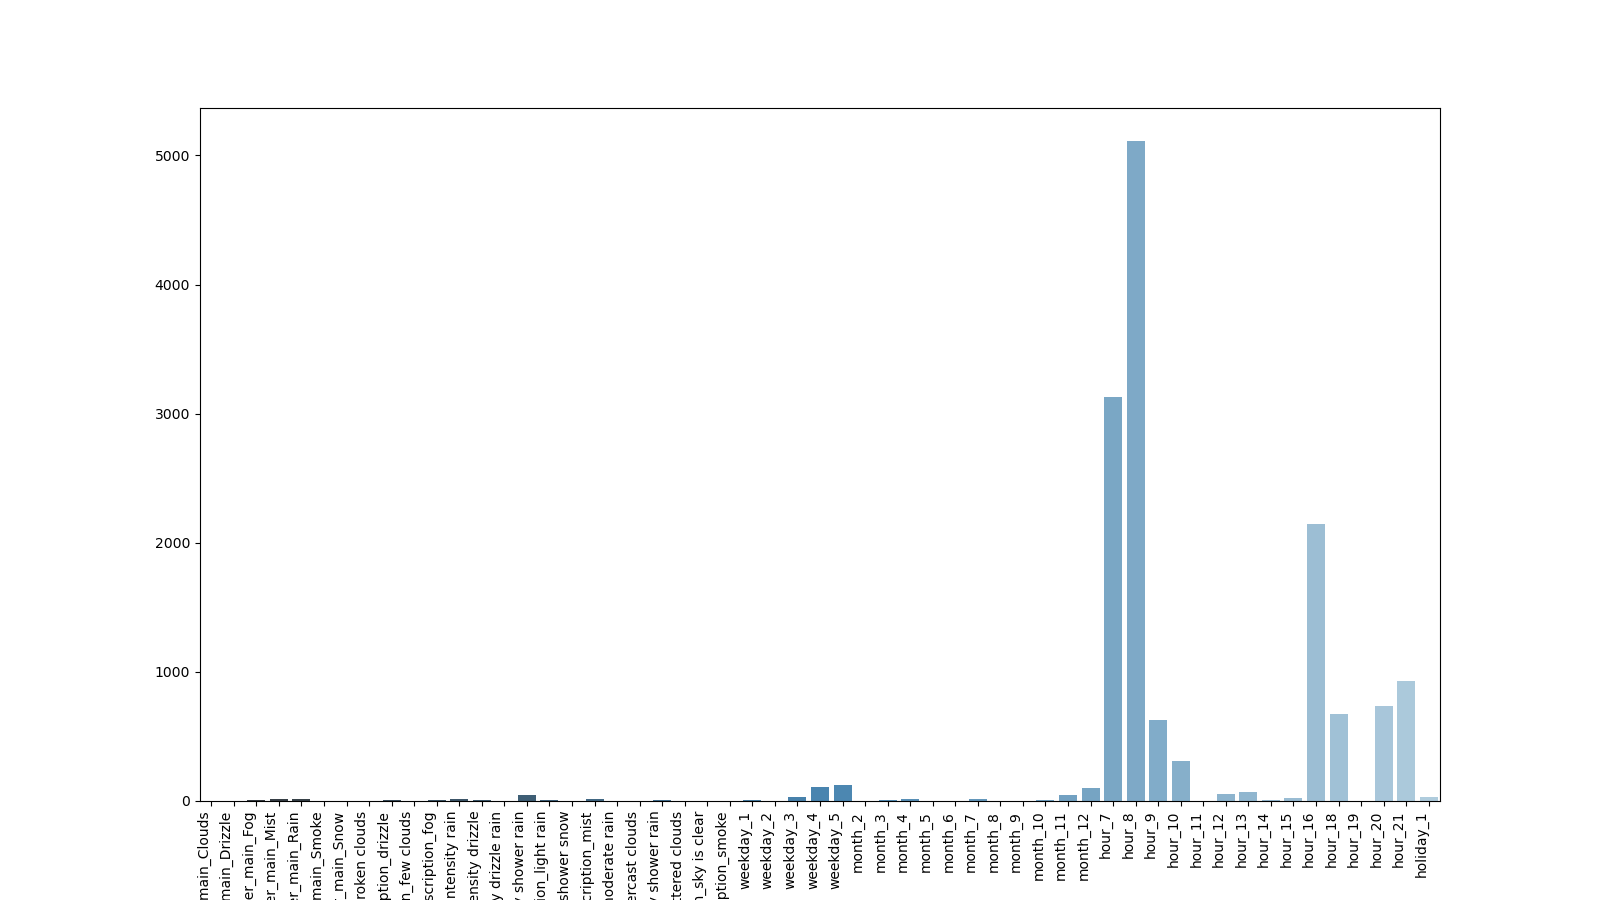 5000
4000
3000
2000
1000
0
main_Clouds
main_Drizzle
er_main_Fog
er_main_Mist
er_main_Rain
main_Smoke
r_main_Snow
roken clouds
ption_drizzle
n_few clouds
scription_fog
ntensity rain
ensity drizzle
y drizzle rain
y shower rain
ion_light rain
shower snow
cription_mist
noderate rain
ercast clouds
y shower rain
ttered clouds
n_sky is clear
ption_smoke
weekday_1
weekday_2
weekday_3
weekday_4
weekday_5
month_2
month_3
month_4
month_5
month_6
month_7
month_8
month_9
month_10
month_11
month_12
hour_7
hour_8
hour_9
hour_10
hour_11
hour_12
hour_13
hour_14
hour_15
hour_16
hour_18
hour_19
hour_20
hour_21
holiday_1